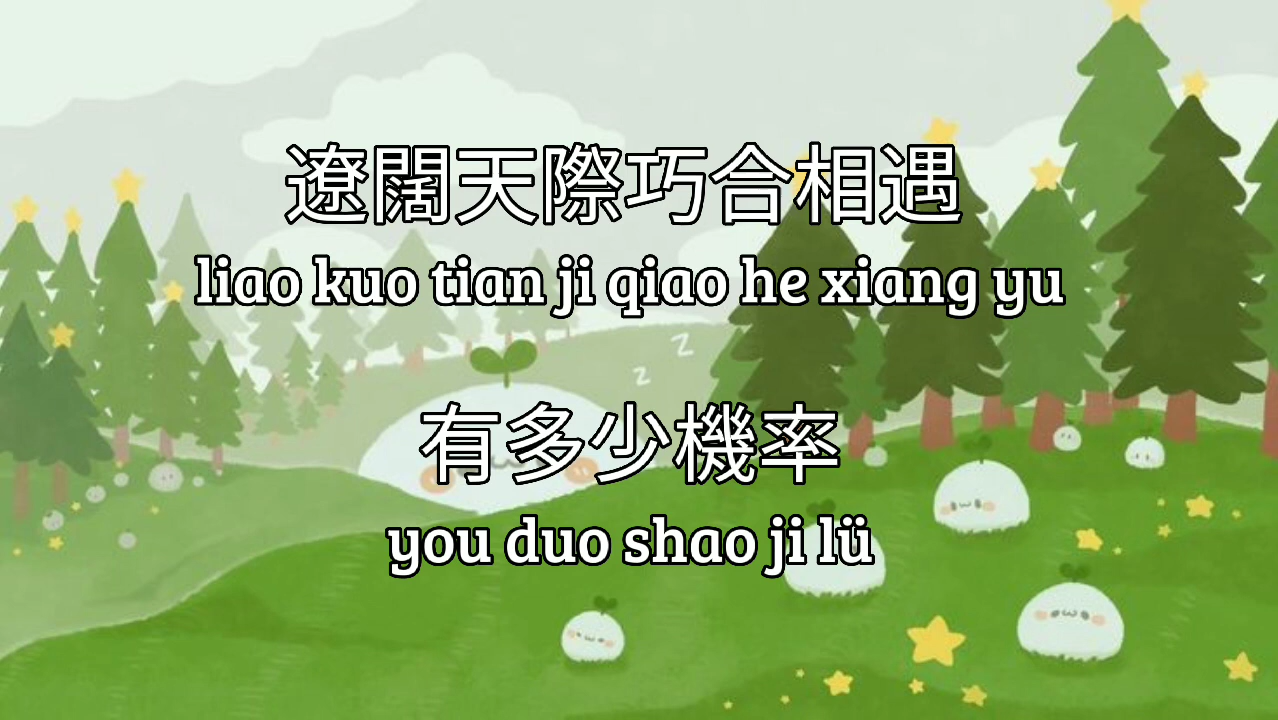 遼闊天際巧合相遇
liao kuo tian ji qiao he xiang yu
z
z
有多少機率
you duo shao ji lü